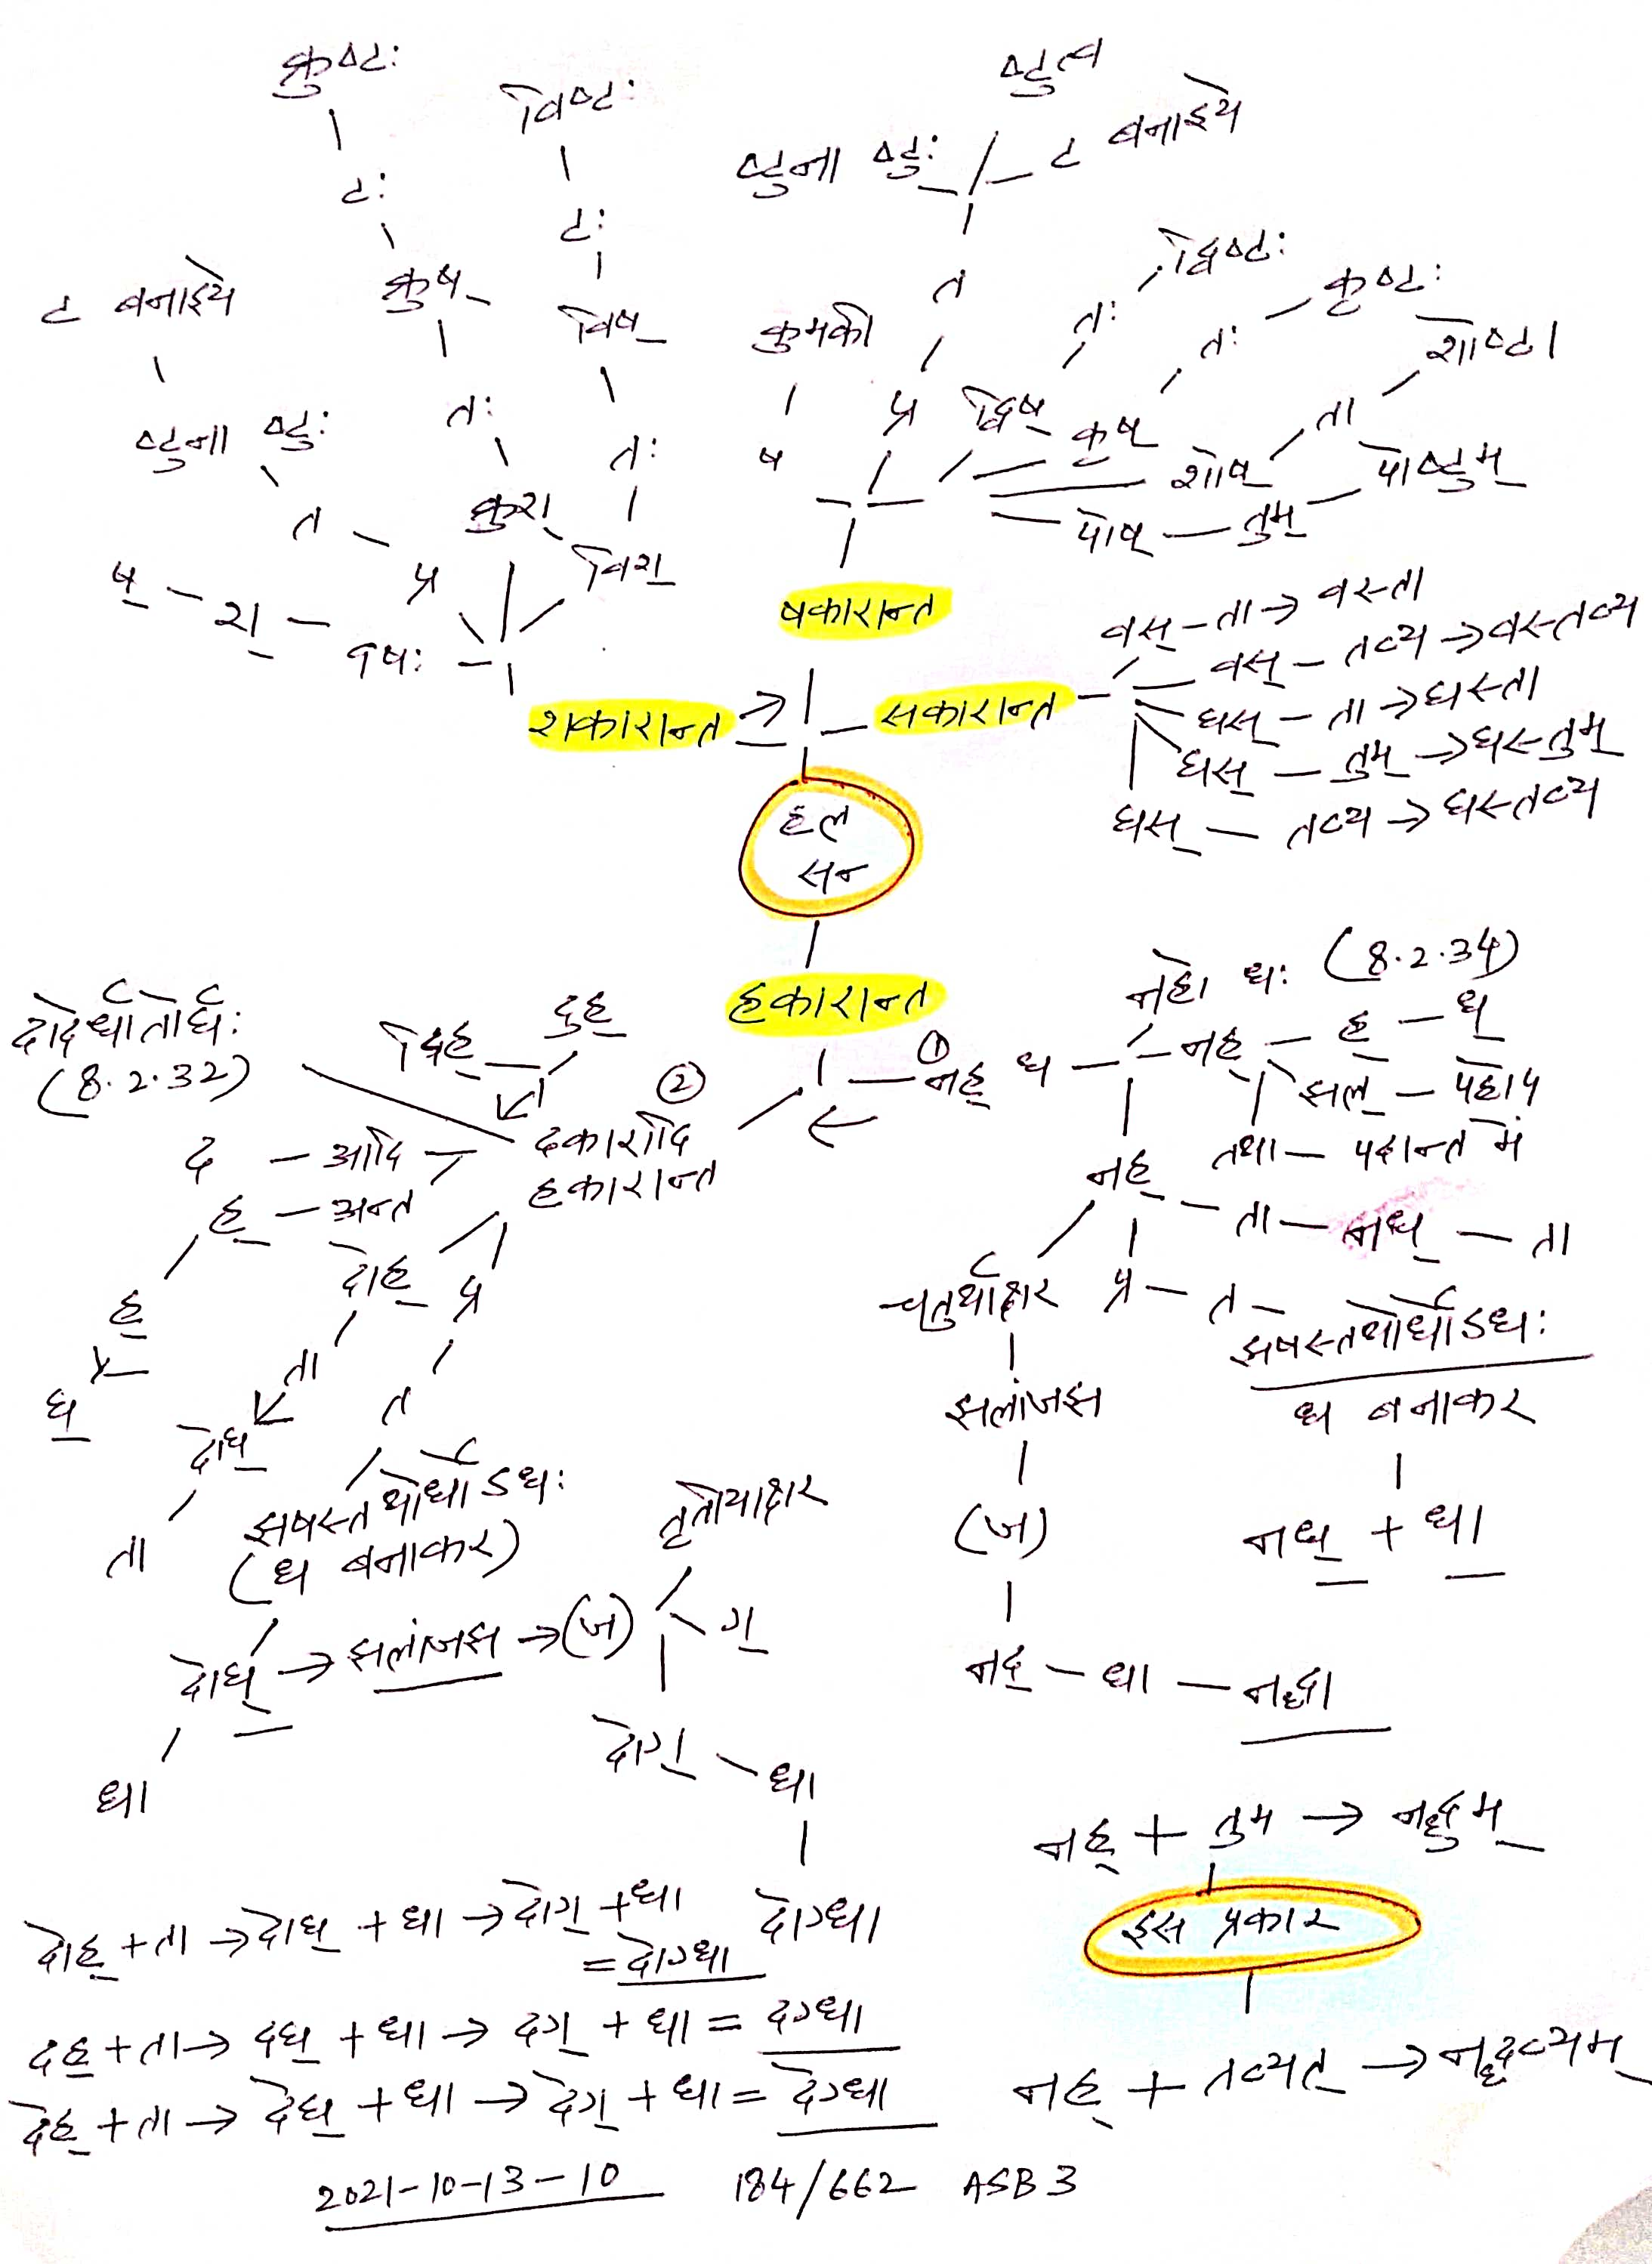 क्रुष्टः
विष्टः
ष्टुत्व
ष्टुना ष्टुः
ट बनाइये
टः
टः
ट बनाइये
क्रुष्
विष्
कुमकी
त
तः
द्विष्टः
तः
कृष्टः
शोष्टा
ष्टुना ष्टुः
तः
तः
ष
प्र
द्विष्
कृष्
शोष्
ता
पोष्
तुम्
पोष्टुम्
त
क्रुश्
विश्
ष् श् प्र
षकारान्त
वस् - ता → वस्ता
वस् - तव्य → वस्तव्य
शकारान्त → सकारान्त
घस् - ता → घस्ता
घस् - तुम् → घस्तुम्
घस् - तव्य → घस्तव्य
हल
सन्
हकारान्त
नहो धः (8.2.34)
दादेर्धातोर्घः
(8.2.32)
दिह्
दुह्
② ① नह्
ध - नह् - ह् - ध्
झल् - परे
तथा - पदान्त में
द - आदि
ह् - अन्त
दकारादि
हकारान्त
नह् - ता - नध् - ता
दोह्
प्र
चतुर्थाक्षर
प्र - त - झषस्तथोर्धोऽधः
ह्
घ्
ता
त
दोघ्
ता
झलांजश
ध बनाकर
झषस्तथोर्धोऽधः
(ध बनाकर)
तृतीयाक्षर
(ज)
नध् + धा
दोघ् → झलांजश → (ज)
ग्
धा
नद् - धा - नद्धा
दोग् - धा
दोग्धा
नह् + तुम → नद्धुम्
इस प्रकार
नह् + तव्यत् → नद्धव्यम्
दोह् + ता → दोघ् + धा → दोग् + धा
= दोग्धा
दह् + ता → दघ् + धा → दग् + धा = दग्धा
देह् + ता → देघ् + धा → देग् + धा = देग्धा
2021-10-13-10 184/662 ASB3